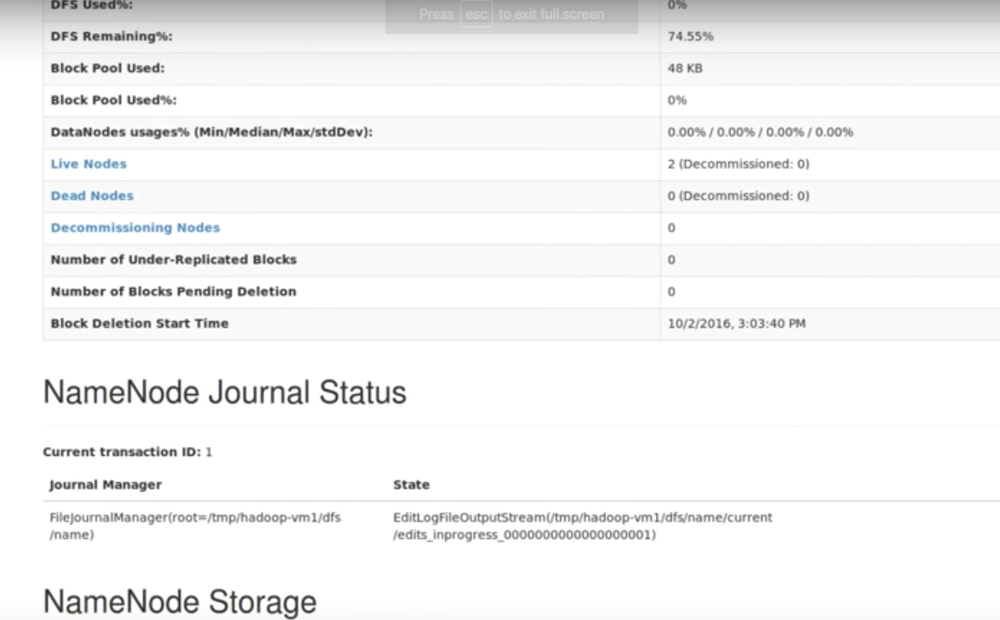 DFS Used%: 0%
Press esc to exit full screen
DFS Remaining%: 74.55%
Block Pool Used: 48 KB
Block Pool Used%: 0%
DataNodes usages% (Min/Median/Max/stdDev): 0.00% / 0.00% / 0.00% / 0.00%
Live Nodes 2 (Decommissioned: 0)
Dead Nodes 0 (Decommissioned: 0)
Decommissioning Nodes 0
Number of Under-Replicated Blocks 0
Number of Blocks Pending Deletion 0
Block Deletion Start Time 10/2/2016, 3:03:40 PM
NameNode Journal Status
Current transaction ID: 1
Journal Manager State
FileJournalManager(root=/tmp/hadoop-vm1/dfs EditLogFileOutputStream(/tmp/hadoop-vm1/dfs/name/current
/name) /edits_inprogress_0000000000000000001)
NameNode Storage